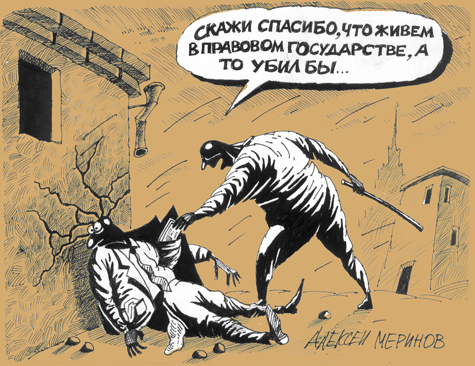 СКАЖИ СПАСИБО, ЧТО ЖИВЕМ
В ПРАВОВОМ ГОСУДАРСТВЕ, А
ТО УБИЛ БЫ...
АЛЕКСЕЙ МЕРИНОВ